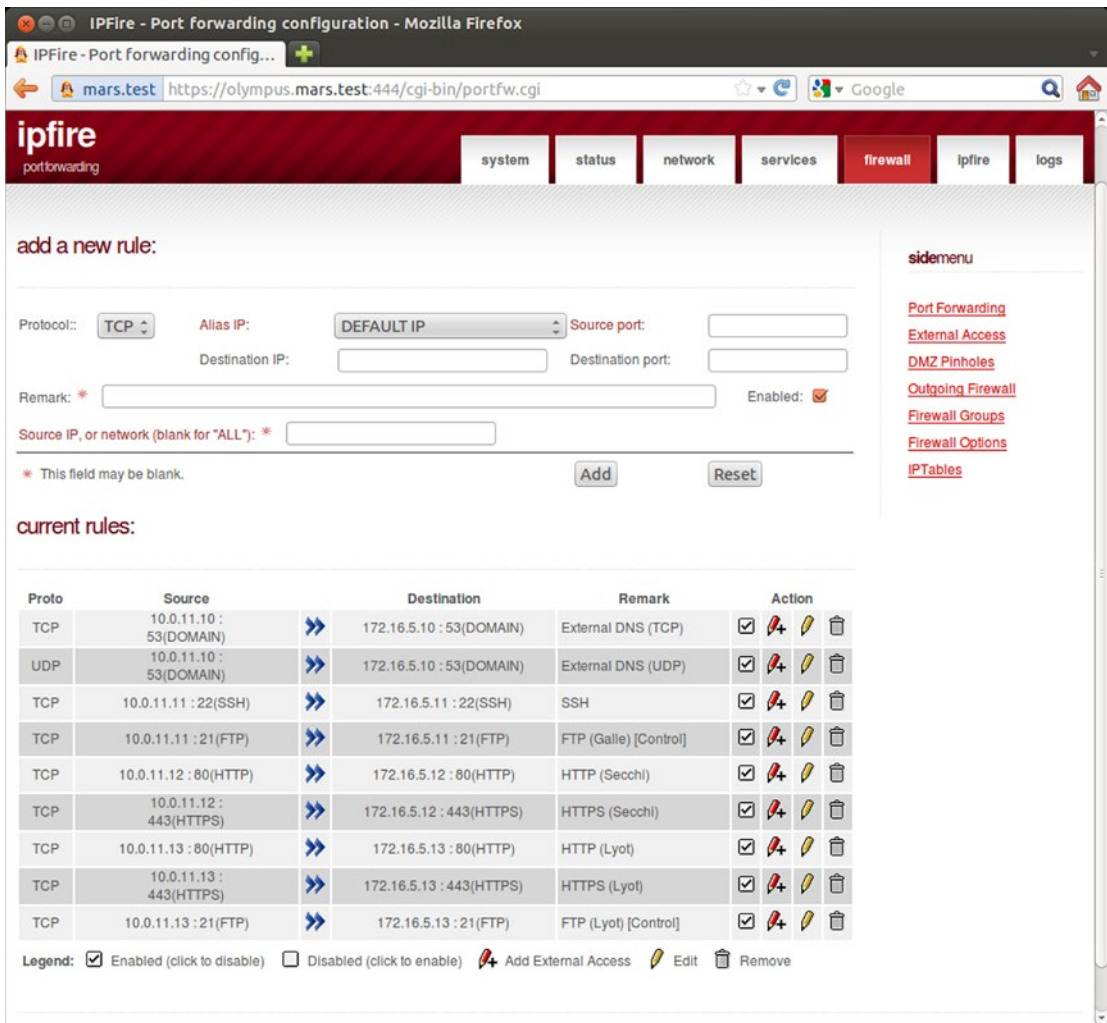 IPFire - Port forwarding configuration - Mozilla Firefox
IPFire - Port forwarding config...
mars.test https://olympus.mars.test:444/cgi-bin/portfw.cgi Google
ipfire
portforwarding
system status network services firewall ipfire logs
add a new rule:
sidemenu
Port Forwarding
External Access
DMZ Pinholes
Outgoing Firewall
Firewall Groups
Firewall Options
IPTables
Protocol:: TCP Alias IP: DEFAULT IP Source port:
Destination IP: Destination port:
Remark: * Enabled:
Source IP, or network (blank for "ALL"): *
* This field may be blank. Add Reset
current rules:
Proto Source Destination Remark Action
TCP 10.0.11.10 : 53(DOMAIN) 172.16.5.10 : 53(DOMAIN) External DNS (TCP)
UDP 10.0.11.10 : 53(DOMAIN) 172.16.5.10 : 53(DOMAIN) External DNS (UDP)
TCP 10.0.11.11 : 22(SSH) 172.16.5.11 : 22(SSH) SSH
TCP 10.0.11.11 : 21(FTP) 172.16.5.11 : 21(FTP) FTP (Galle) [Control]
TCP 10.0.11.12 : 80(HTTP) 172.16.5.12 : 80(HTTP) HTTP (Secchi)
TCP 10.0.11.12 : 443(HTTPS) 172.16.5.12 : 443(HTTPS) HTTPS (Secchi)
TCP 10.0.11.13 : 80(HTTP) 172.16.5.13 : 80(HTTP) HTTP (Lyot)
TCP 10.0.11.13 : 443(HTTPS) 172.16.5.13 : 443(HTTPS) HTTPS (Lyot)
TCP 10.0.11.13 : 21(FTP) 172.16.5.13 : 21(FTP) FTP (Lyot) [Control]
Legend: Enabled (click to disable) Disabled (click to enable) Add External Access Edit Remove